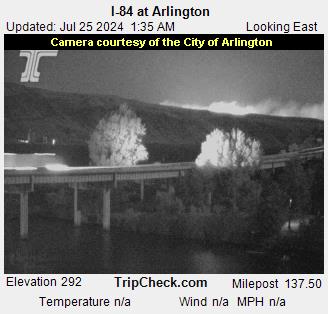 I-84 at Arlington
Updated: Jul 25 2024 1:35 AM Looking East
Camera courtesy of the City of Arlington
Elevation 292 TripCheck.com Milepost 137.50
Temperature n/a Wind n/a MPH n/a